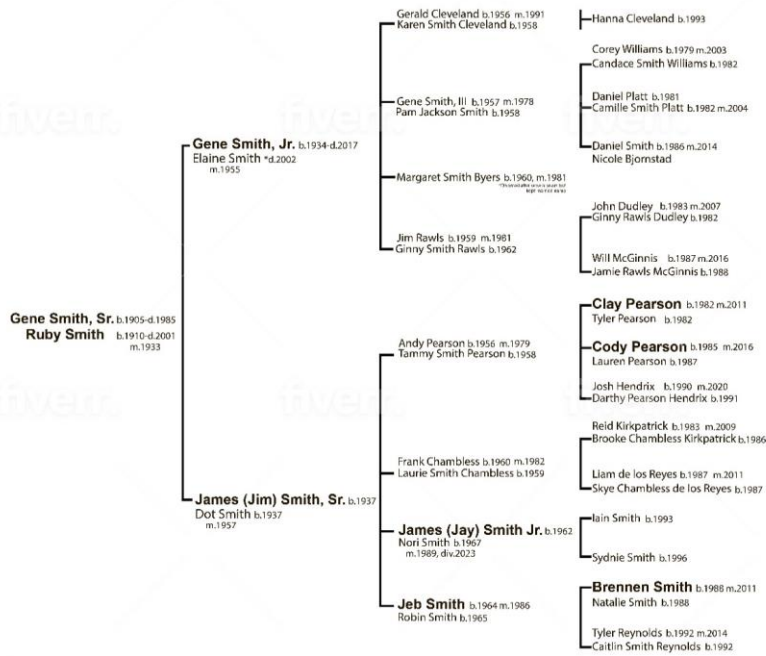 Gerald Cleveland b.1956 m.1991
Karen Smith Cleveland b.1958
Hanna Cleveland b.1993
Corey Williams b.1979 m.2003
Candace Smith Williams b.1982
Gene Smith, III b.1957 m.1978
Pam Jackson Smith b.1958
Daniel Platt b.1981
Camille Smith Platt b.1982 m.2004
Daniel Smith b.1986 m.2014
Nicole Bjornstad
Gene Smith, Jr. b.1934-d.2017
Elaine Smith *d.2002
m.1955
Margaret Smith Byers b.1960, m.1981
Jim Rawls b.1959 m.1981
Ginny Smith Rawls b.1962
John Dudley b.1983 m.2007
Ginny Rawls Dudley b.1982
Will McGinnis b.1987 m.2016
Jamie Rawls McGinnis b.1988
Gene Smith, Sr. b.1905-d.1985
Ruby Smith b.1910-d.2001
m.1933
Andy Pearson b.1956 m.1979
Tammy Smith Pearson b.1958
Clay Pearson b.1982 m.2011
Tyler Pearson b.1982
Cody Pearson b.1985 m.2016
Lauren Pearson b.1987
Josh Hendrix b.1990 m.2020
Darthy Pearson Hendrix b.1991
James (Jim) Smith, Sr. b.1937
Dot Smith b.1937
m.1957
Frank Chambless b.1960 m.1982
Laurie Smith Chambless b.1959
Reid Kirkpatrick b.1983 m.2009
Brooke Chambless Kirkpatrick b.1986
Liam de los Reyes b.1987 m.2011
Skye Chambless de los Reyes b.1987
James (Jay) Smith Jr. b.1962
Nori Smith b.1967
m.1989, div.2023
Iain Smith b.1993
Sydnie Smith b.1996
Jeb Smith b.1964 m.1986
Robin Smith b.1965
Brennen Smith b.1988 m.2011
Natalie Smith b.1988
Tyler Reynolds b.1992 m.2014
Caitlin Smith Reynolds b.1992
fiverr.
fiverr.
fiverr.
fiverr.
fiverr.
fiverr.